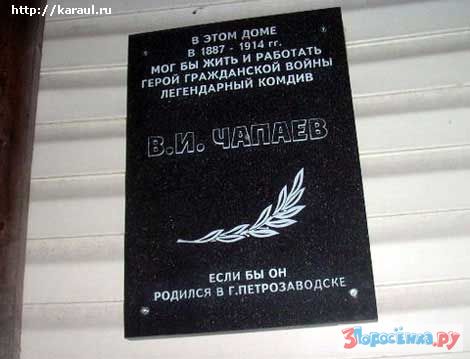 http://karaul.ru
В ЭТОМ ДОМЕ
В 1887 - 1914 гг.
МОГ БЫ ЖИТЬ И РАБОТАТЬ
ГЕРОЙ ГРАЖДАНСКОЙ ВОЙНЫ
ЛЕГЕНДАРНЫЙ КОМДИВ
В.И. ЧАПАЕВ
ЕСЛИ БЫ ОН
РОДИЛСЯ В Г.ПЕТРОЗАВОДСКЕ
3Поросёнка.ру